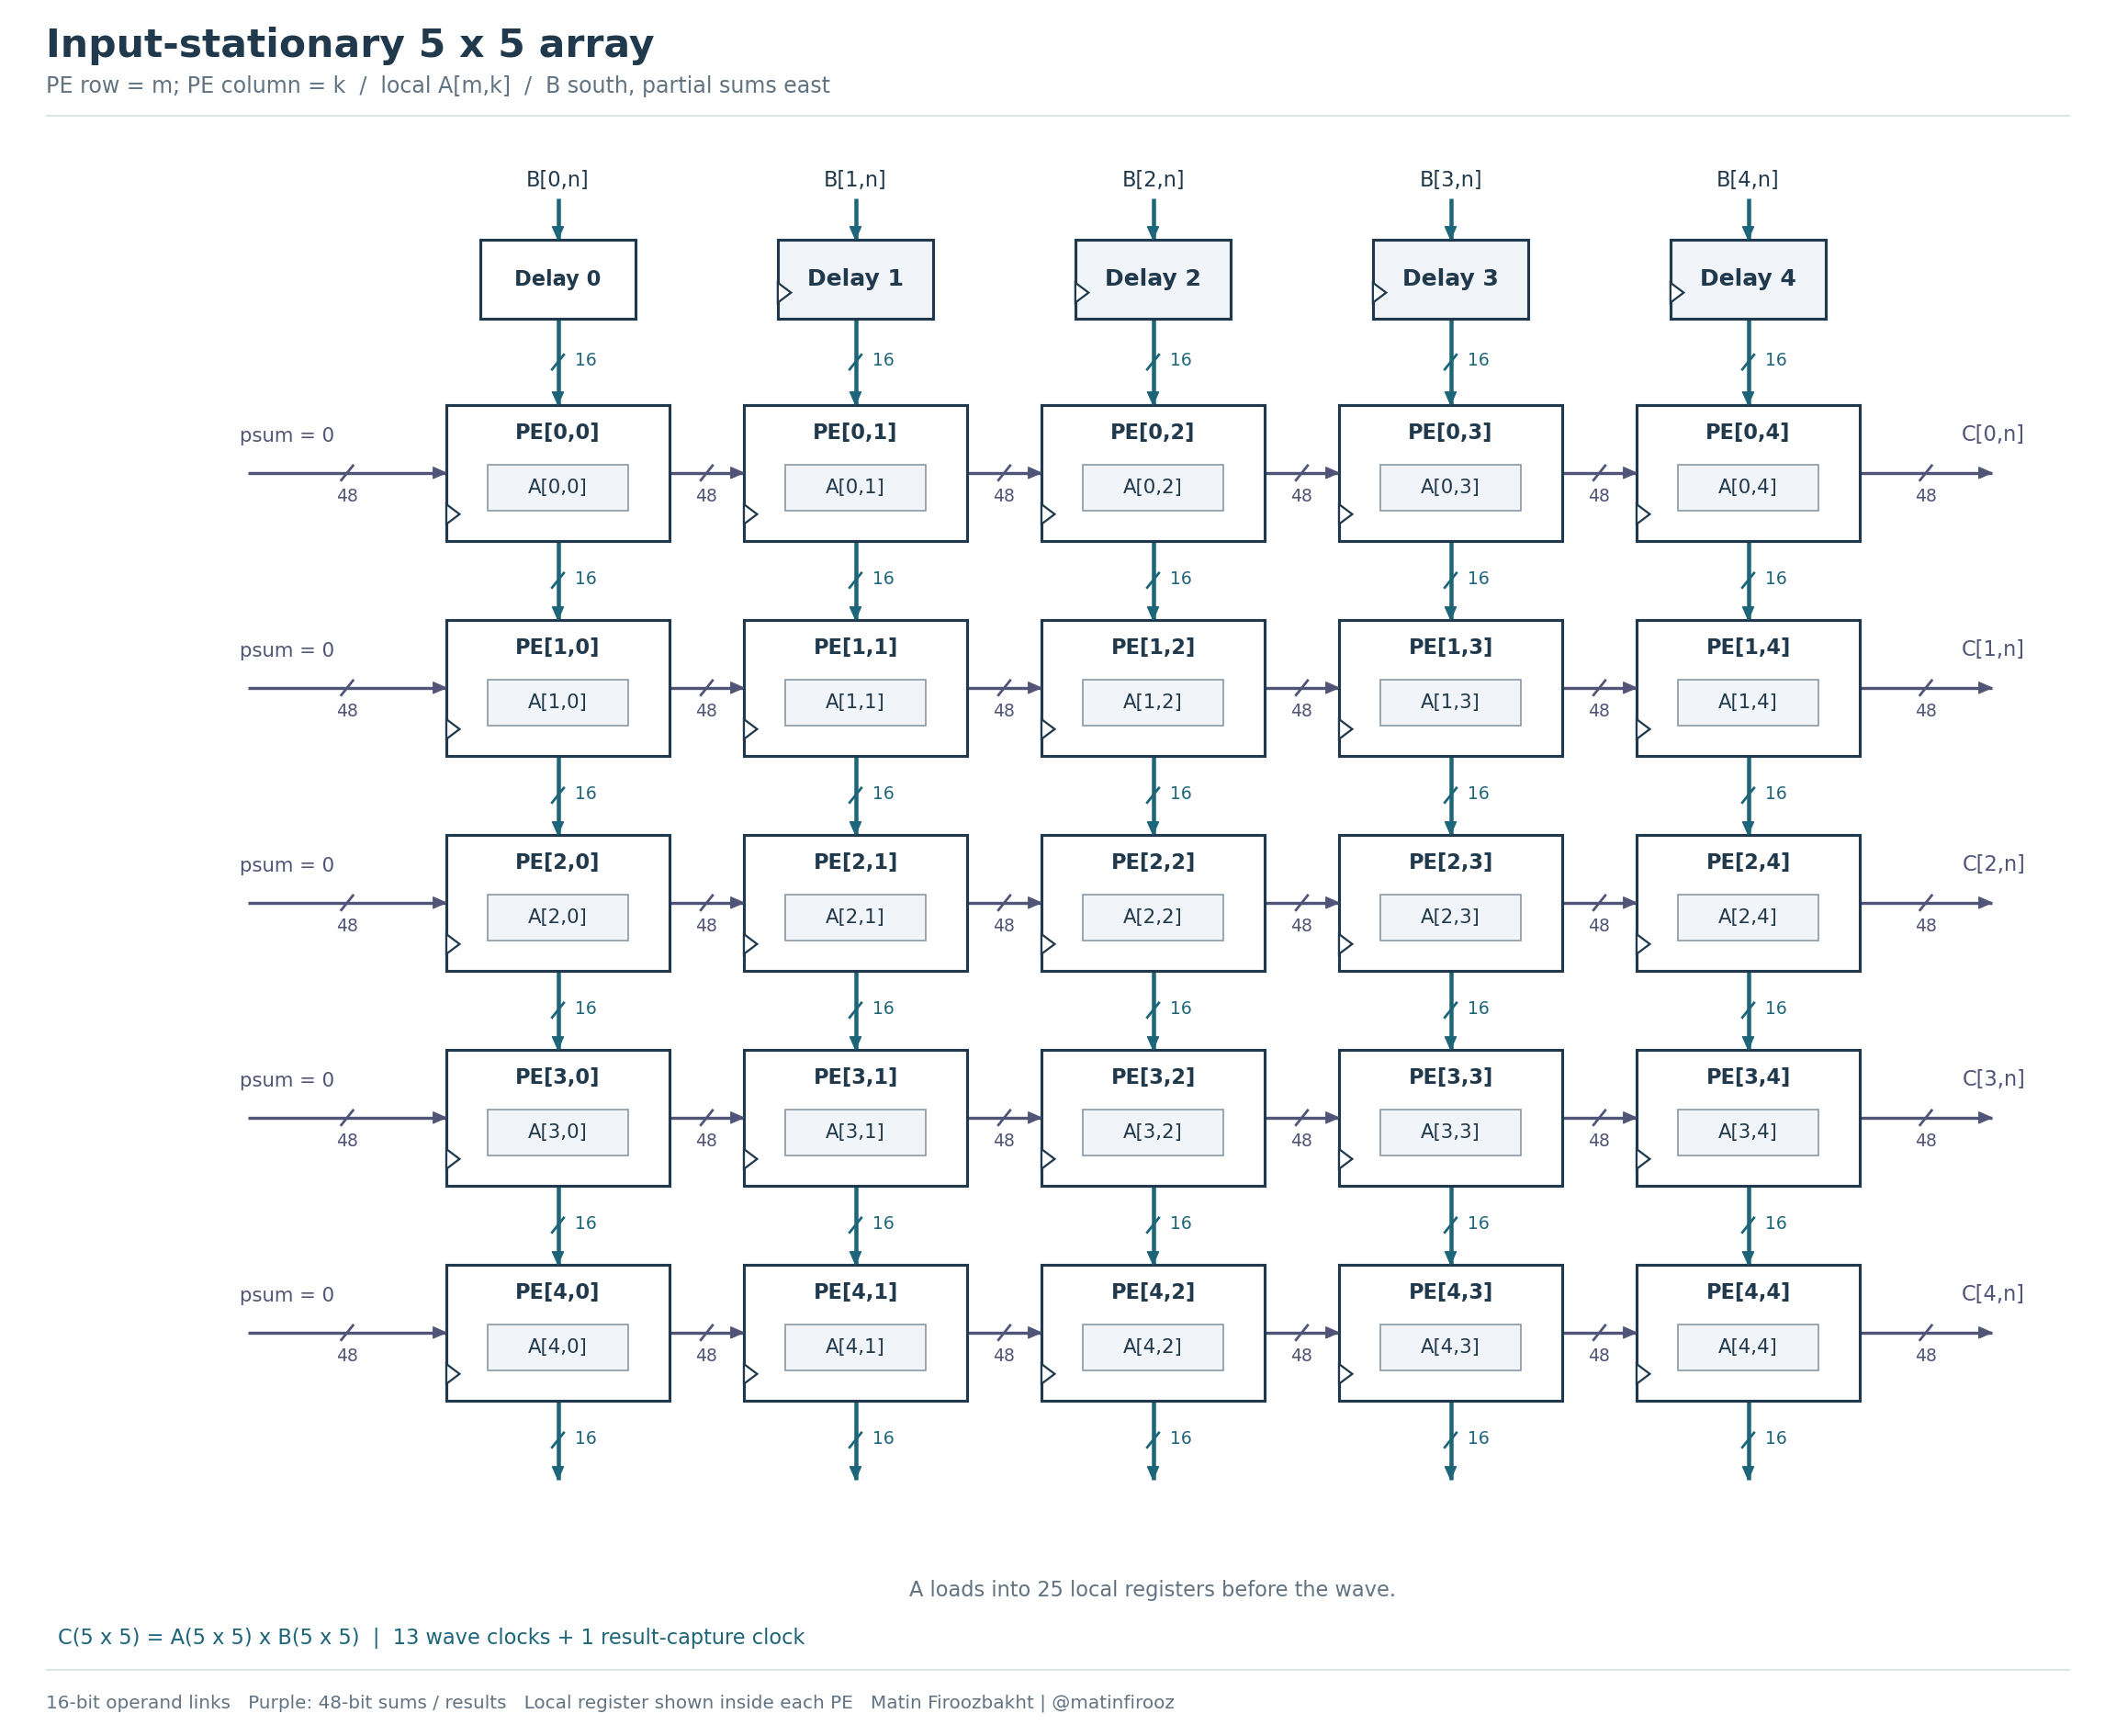 Input-stationary 5 x 5 array
PE row = m; PE column = k / local A[m,k] / B south, partial sums east
B[0,n] B[1,n] B[2,n] B[3,n] B[4,n]
Delay 0 Delay 1 Delay 2 Delay 3 Delay 4
16 16 16 16 16
PE[0,0] PE[0,1] PE[0,2] PE[0,3] PE[0,4]
psum = 0 C[0,n]
A[0,0] A[0,1] A[0,2] A[0,3] A[0,4]
48 48 48 48 48 48
16 16 16 16 16
PE[1,0] PE[1,1] PE[1,2] PE[1,3] PE[1,4]
psum = 0 C[1,n]
A[1,0] A[1,1] A[1,2] A[1,3] A[1,4]
48 48 48 48 48 48
16 16 16 16 16
PE[2,0] PE[2,1] PE[2,2] PE[2,3] PE[2,4]
psum = 0 C[2,n]
A[2,0] A[2,1] A[2,2] A[2,3] A[2,4]
48 48 48 48 48 48
16 16 16 16 16
PE[3,0] PE[3,1] PE[3,2] PE[3,3] PE[3,4]
psum = 0 C[3,n]
A[3,0] A[3,1] A[3,2] A[3,3] A[3,4]
48 48 48 48 48 48
16 16 16 16 16
PE[4,0] PE[4,1] PE[4,2] PE[4,3] PE[4,4]
psum = 0 C[4,n]
A[4,0] A[4,1] A[4,2] A[4,3] A[4,4]
48 48 48 48 48 48
16 16 16 16 16
A loads into 25 local registers before the wave.
C(5 x 5) = A(5 x 5) x B(5 x 5) | 13 wave clocks + 1 result-capture clock
16-bit operand links Purple: 48-bit sums / results Local register shown inside each PE Matin Firoozbakht | @matinfirooz